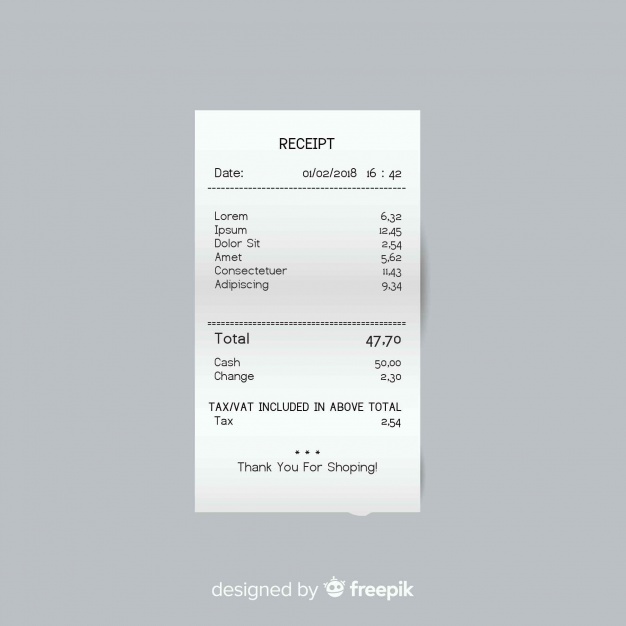 RECEIPT
Date: 01/02/2018 16 : 42
--------------------------------------------
Lorem 6,32
Ipsum 12,45
Dolor Sit 2,54
Amet 5,62
Consectetuer 11,43
Adipiscing 9,34
============================================
Total 47,70
Cash 50,00
Change 2,30
TAX/VAT INCLUDED IN ABOVE TOTAL
Tax 2,54
* * *
Thank You For Shoping!
designed by freepik